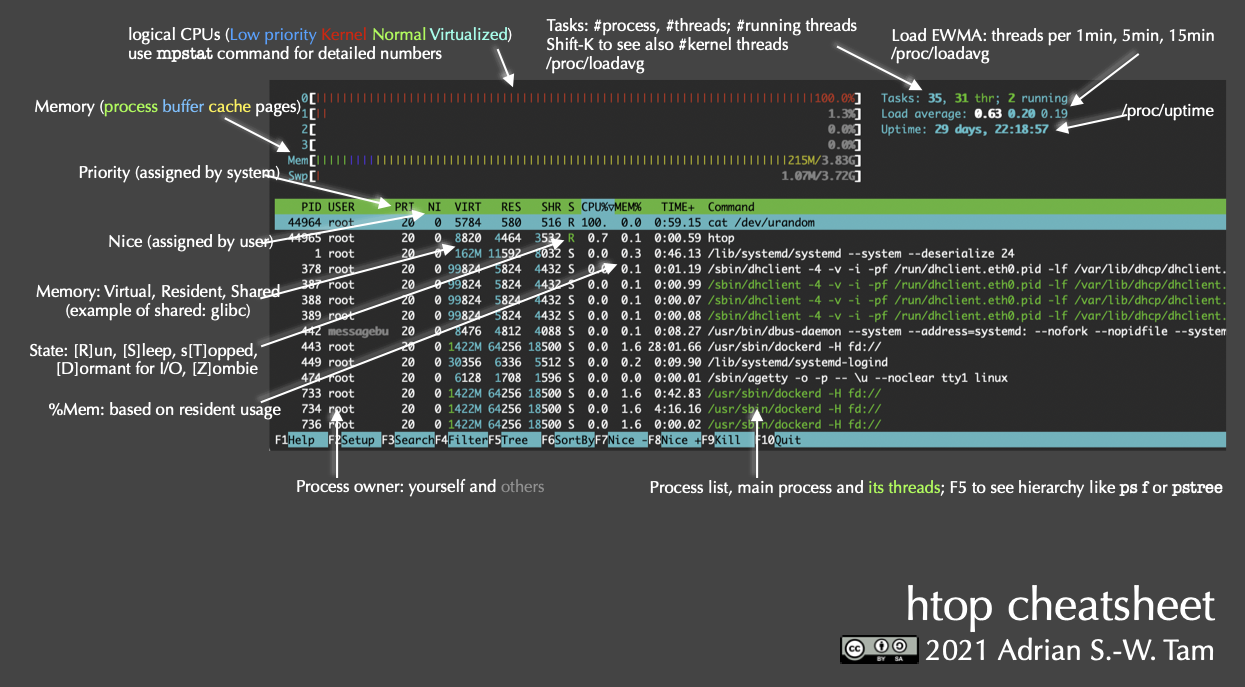 logical CPUs (Low priority Kernel Normal Virtualized)
use mpstat command for detailed numbers
Tasks: #process, #threads; #running threads
Shift-K to see also #kernel threads
/proc/loadavg
Load EWMA: threads per 1min, 5min, 15min
/proc/loadavg
Memory (process buffer cache pages)
/proc/uptime
Priority (assigned by system)
Nice (assigned by user)
Memory: Virtual, Resident, Shared
(example of shared: glibc)
State: [R]un, [S]leep, s[T]opped,
[D]ormant for I/O, [Z]ombie
%Mem: based on resident usage
0[ 100.0%]
1[ 1.3%]
2[ 0.0%]
3[ 0.0%]
Mem[ 215M/3.83G]
Swp[ 1.07M/3.72G]
Tasks: 35, 31 thr; 2 running
Load average: 0.63 0.20 0.19
Uptime: 29 days, 22:18:57
PID USER PRI NI VIRT RES SHR S CPU%▽MEM% TIME+ Command
44964 root 20 0 5784 580 516 R 100. 0.0 0:59.15 cat /dev/urandom
44965 root 20 0 8820 4464 3532 R 0.7 0.1 0:00.59 htop
1 root 20 0 162M 11592 8032 S 0.0 0.3 0:46.13 /lib/systemd/systemd --system --deserialize 24
378 root 20 0 99824 5824 4432 S 0.0 0.1 0:01.19 /sbin/dhclient -4 -v -i -pf /run/dhclient.eth0.pid -lf /var/lib/dhcp/dhclient.
387 root 20 0 99824 5824 4432 S 0.0 0.1 0:00.99 /sbin/dhclient -4 -v -i -pf /run/dhclient.eth0.pid -lf /var/lib/dhcp/dhclient.
388 root 20 0 99824 5824 4432 S 0.0 0.1 0:00.07 /sbin/dhclient -4 -v -i -pf /run/dhclient.eth0.pid -lf /var/lib/dhcp/dhclient.
389 root 20 0 99824 5824 4432 S 0.0 0.1 0:00.08 /sbin/dhclient -4 -v -i -pf /run/dhclient.eth0.pid -lf /var/lib/dhcp/dhclient.
442 messagebu 20 0 8476 4812 4088 S 0.0 0.1 0:08.27 /usr/bin/dbus-daemon --system --address=systemd: --nofork --nopidfile --system
443 root 20 0 1422M 64256 18500 S 0.0 1.6 28:01.66 /usr/sbin/dockerd -H fd://
449 root 20 0 30356 6336 5512 S 0.0 0.2 0:09.90 /lib/systemd/systemd-logind
474 root 20 0 6128 1708 1596 S 0.0 0.0 0:00.01 /sbin/agetty -o -p -- \u --noclear tty1 linux
733 root 20 0 1422M 64256 18500 S 0.0 1.6 0:42.83 /usr/sbin/dockerd -H fd://
734 root 20 0 1422M 64256 18500 S 0.0 1.6 4:16.16 /usr/sbin/dockerd -H fd://
736 root 20 0 1422M 64256 18500 S 0.0 1.6 0:00.02 /usr/sbin/dockerd -H fd://
F1Help F2Setup F3SearchF4FilterF5Tree F6SortByF7Nice -F8Nice +F9Kill F10Quit
Process owner: yourself and others
Process list, main process and its threads; F5 to see hierarchy like ps f or pstree
htop cheatsheet
cc BY SA 2021 Adrian S.-W. Tam